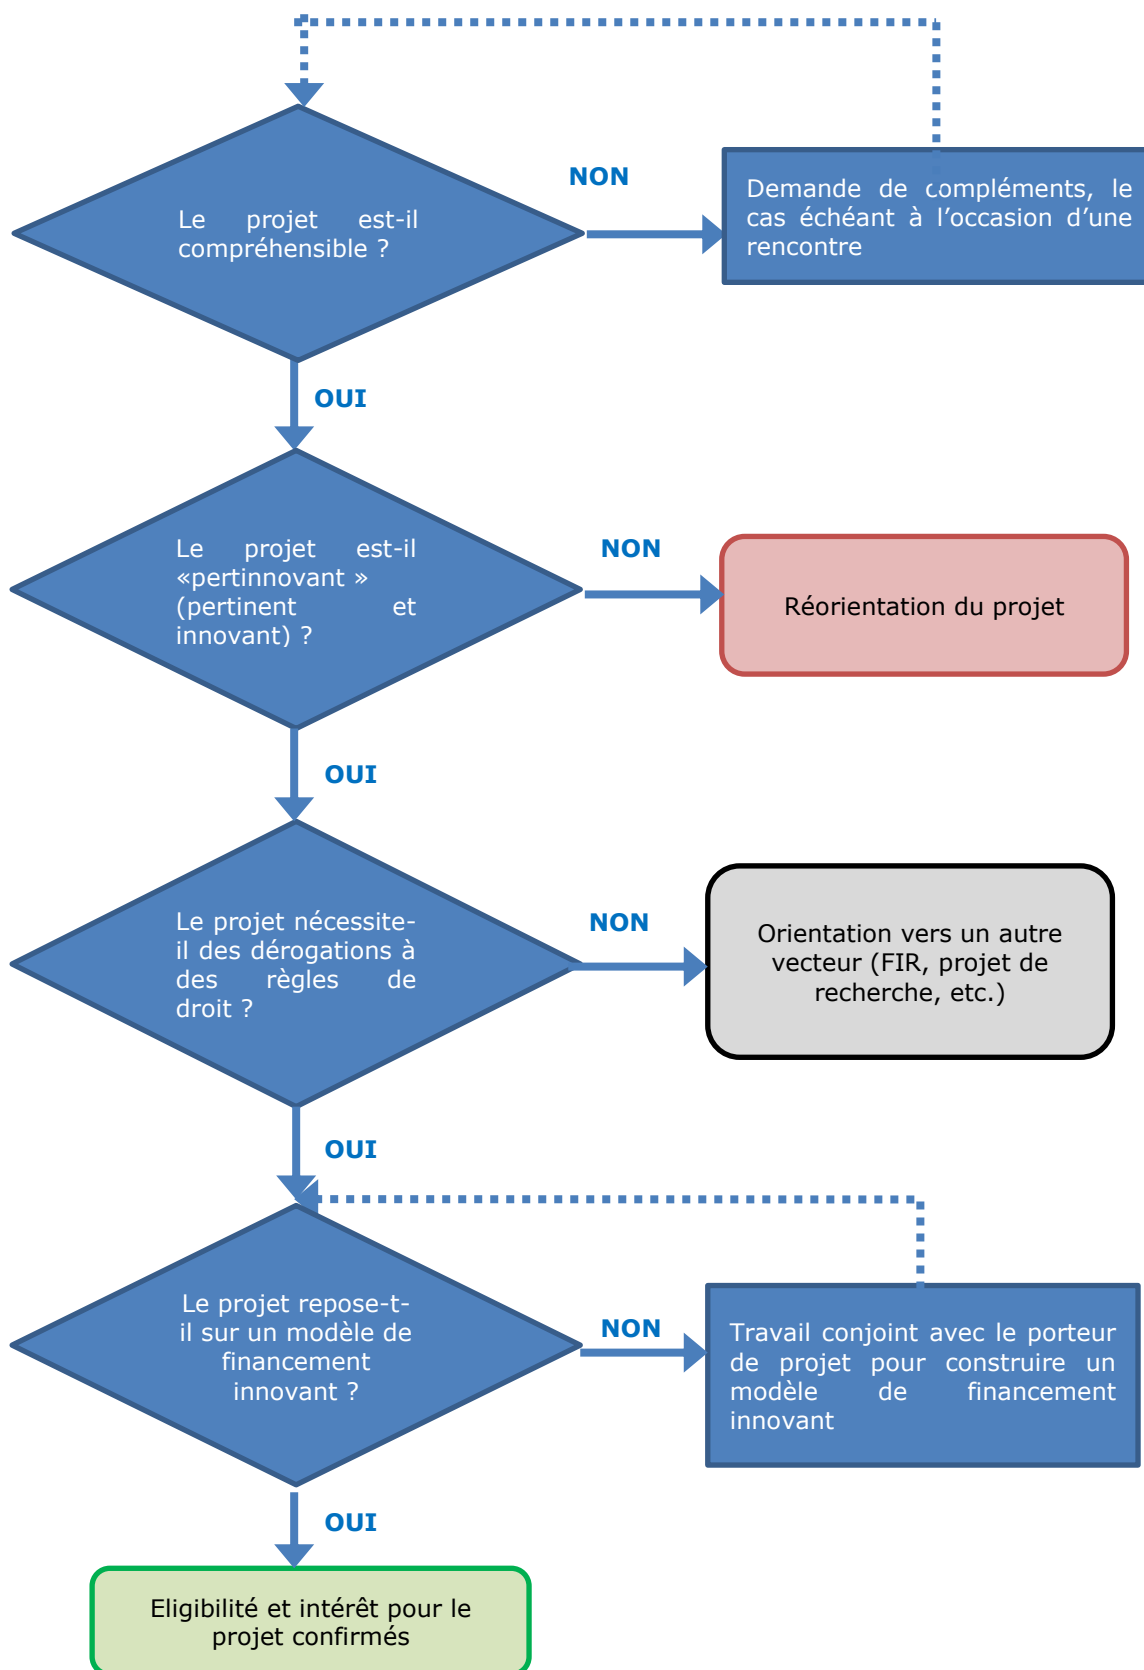 NON
Le projet est-il
compréhensible ?
Demande de compléments, le
cas échéant à l'occasion d'une
rencontre
OUI
Le projet est-il
«pertinnovant »
(pertinent et
innovant) ?
NON
Réorientation du projet
OUI
Le projet nécessite-
il des dérogations à
des règles de
droit ?
NON
Orientation vers un autre
vecteur (FIR, projet de
recherche, etc.)
OUI
Le projet repose-t-
il sur un modèle de
financement
innovant ?
NON
Travail conjoint avec le porteur
de projet pour construire un
modèle de financement
innovant
OUI
Eligibilité et intérêt pour le
projet confirmés